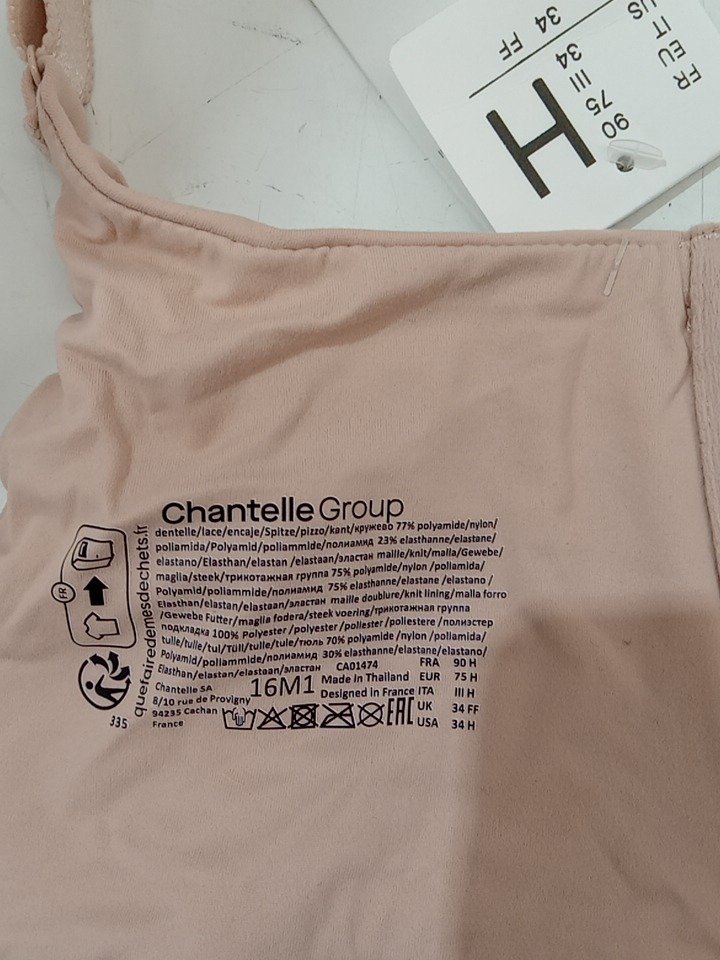 FR
EU
IT
US
90
75
III
34
34 FF
H
Chantelle Group
dentelle/lace/encaje/Spitze/pizzo/kant/кружево 77% polyamide/nylon/
poliamida/Polyamid/poliammide/полиамид 23% elasthanne/elastane/
elastano/Elasthan/elastan /elastaan/эластан maille/knit/malla/Gewebe/
maglia/steek/трикотажная группа 75% polyamide/nylon /poliamida/
Polyamid/poliammide/полиамид 75% elasthanne/elastane /elastano /
Elasthan/elastan/elastaan/эластан maille doublure/knit lining/malla forro
/Gewebe Futter/maglia fodera/steek voering/трикотажная группа
подкладка 100% Polyester /polyester/poliester/poliestere /полиэстер
tulle/tulle/tul/Tüll/tulle/tule/тюль 70% polyamide/nylon /poliamida/
Polyamid/poliammide/полиамид 30% elasthanne/elastane/elastano/
Elasthan/elastan/elastaan/эластан CA01474
Chantelle SA
8/10 rue de Provigny
94235 Cachan
France
16M1
Made in Thailand
Designed in France
FRA 90 H
EUR 75 H
ITA III H
UK 34 FF
USA 34 H
EAC
FR
quefairedemesdechets.fr
335